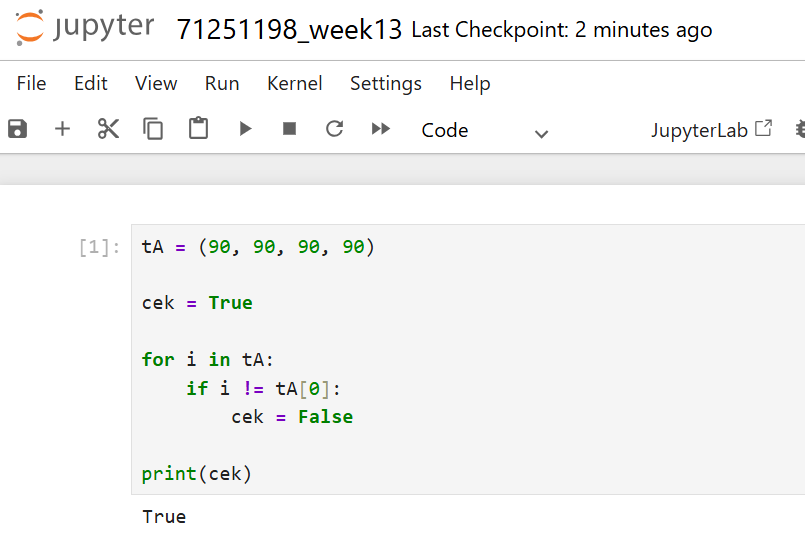 jupyter 71251198_week13 Last Checkpoint: 2 minutes ago
File Edit View Run Kernel Settings Help
Code JupyterLab
[1]: tA = (90, 90, 90, 90)
cek = True
for i in tA:
    if i != tA[0]:
        cek = False
print(cek)
True